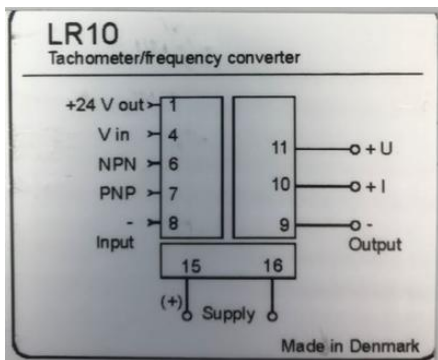 LR10
Tachometer/frequency converter
+24 V out 1
V in 4
11 + U
NPN 6
PNP 7
10 + I
- 8
9 -
Input
Output
15 16
(+) Supply
Made in Denmark